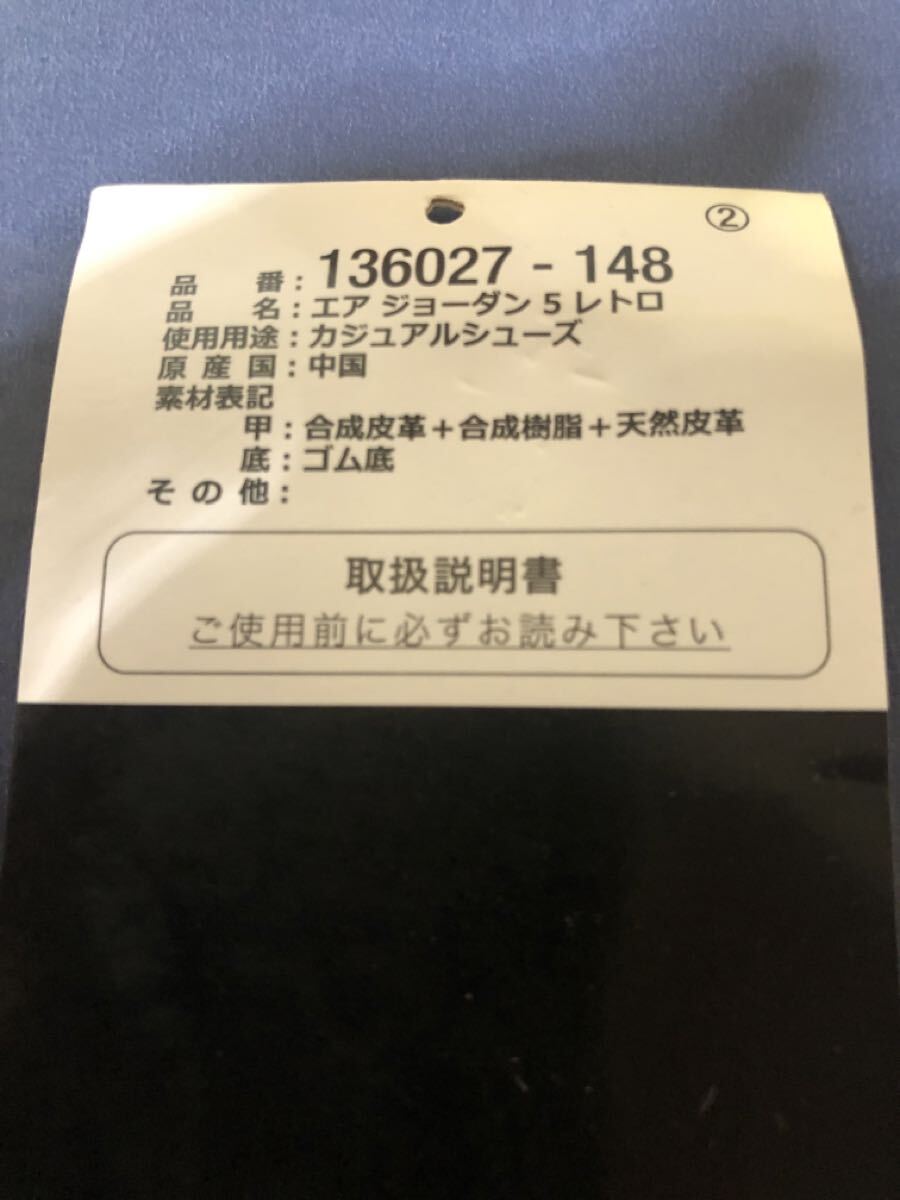 ②
品番：136027 - 148
品名：エア ジョーダン 5 レトロ
使用用途：カジュアルシューズ
原産国：中国
素材表記
甲：合成皮革＋合成樹脂＋天然皮革
底：ゴム底
その他：
取扱説明書
ご使用前に必ずお読み下さい